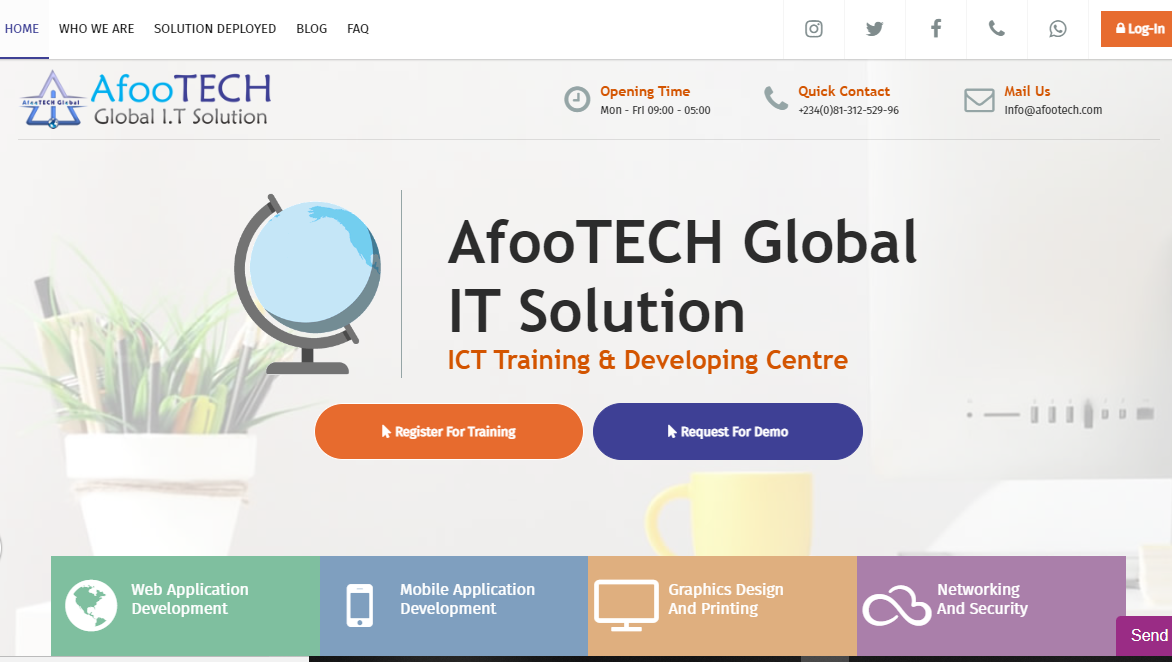 HOME WHO WE ARE SOLUTION DEPLOYED BLOG FAQ Log-In
AfooTECH Global
AfooTECH
Global I.T Solution
Opening Time
Mon - Fri 09:00 - 05:00
Quick Contact
+234(0)81-312-529-96
Mail Us
info@afootech.com
AfooTECH Global
IT Solution
ICT Training & Developing Centre
Register For Training
Request For Demo
Web Application
Development
Mobile Application
Development
Graphics Design
And Printing
Networking
And Security
Send